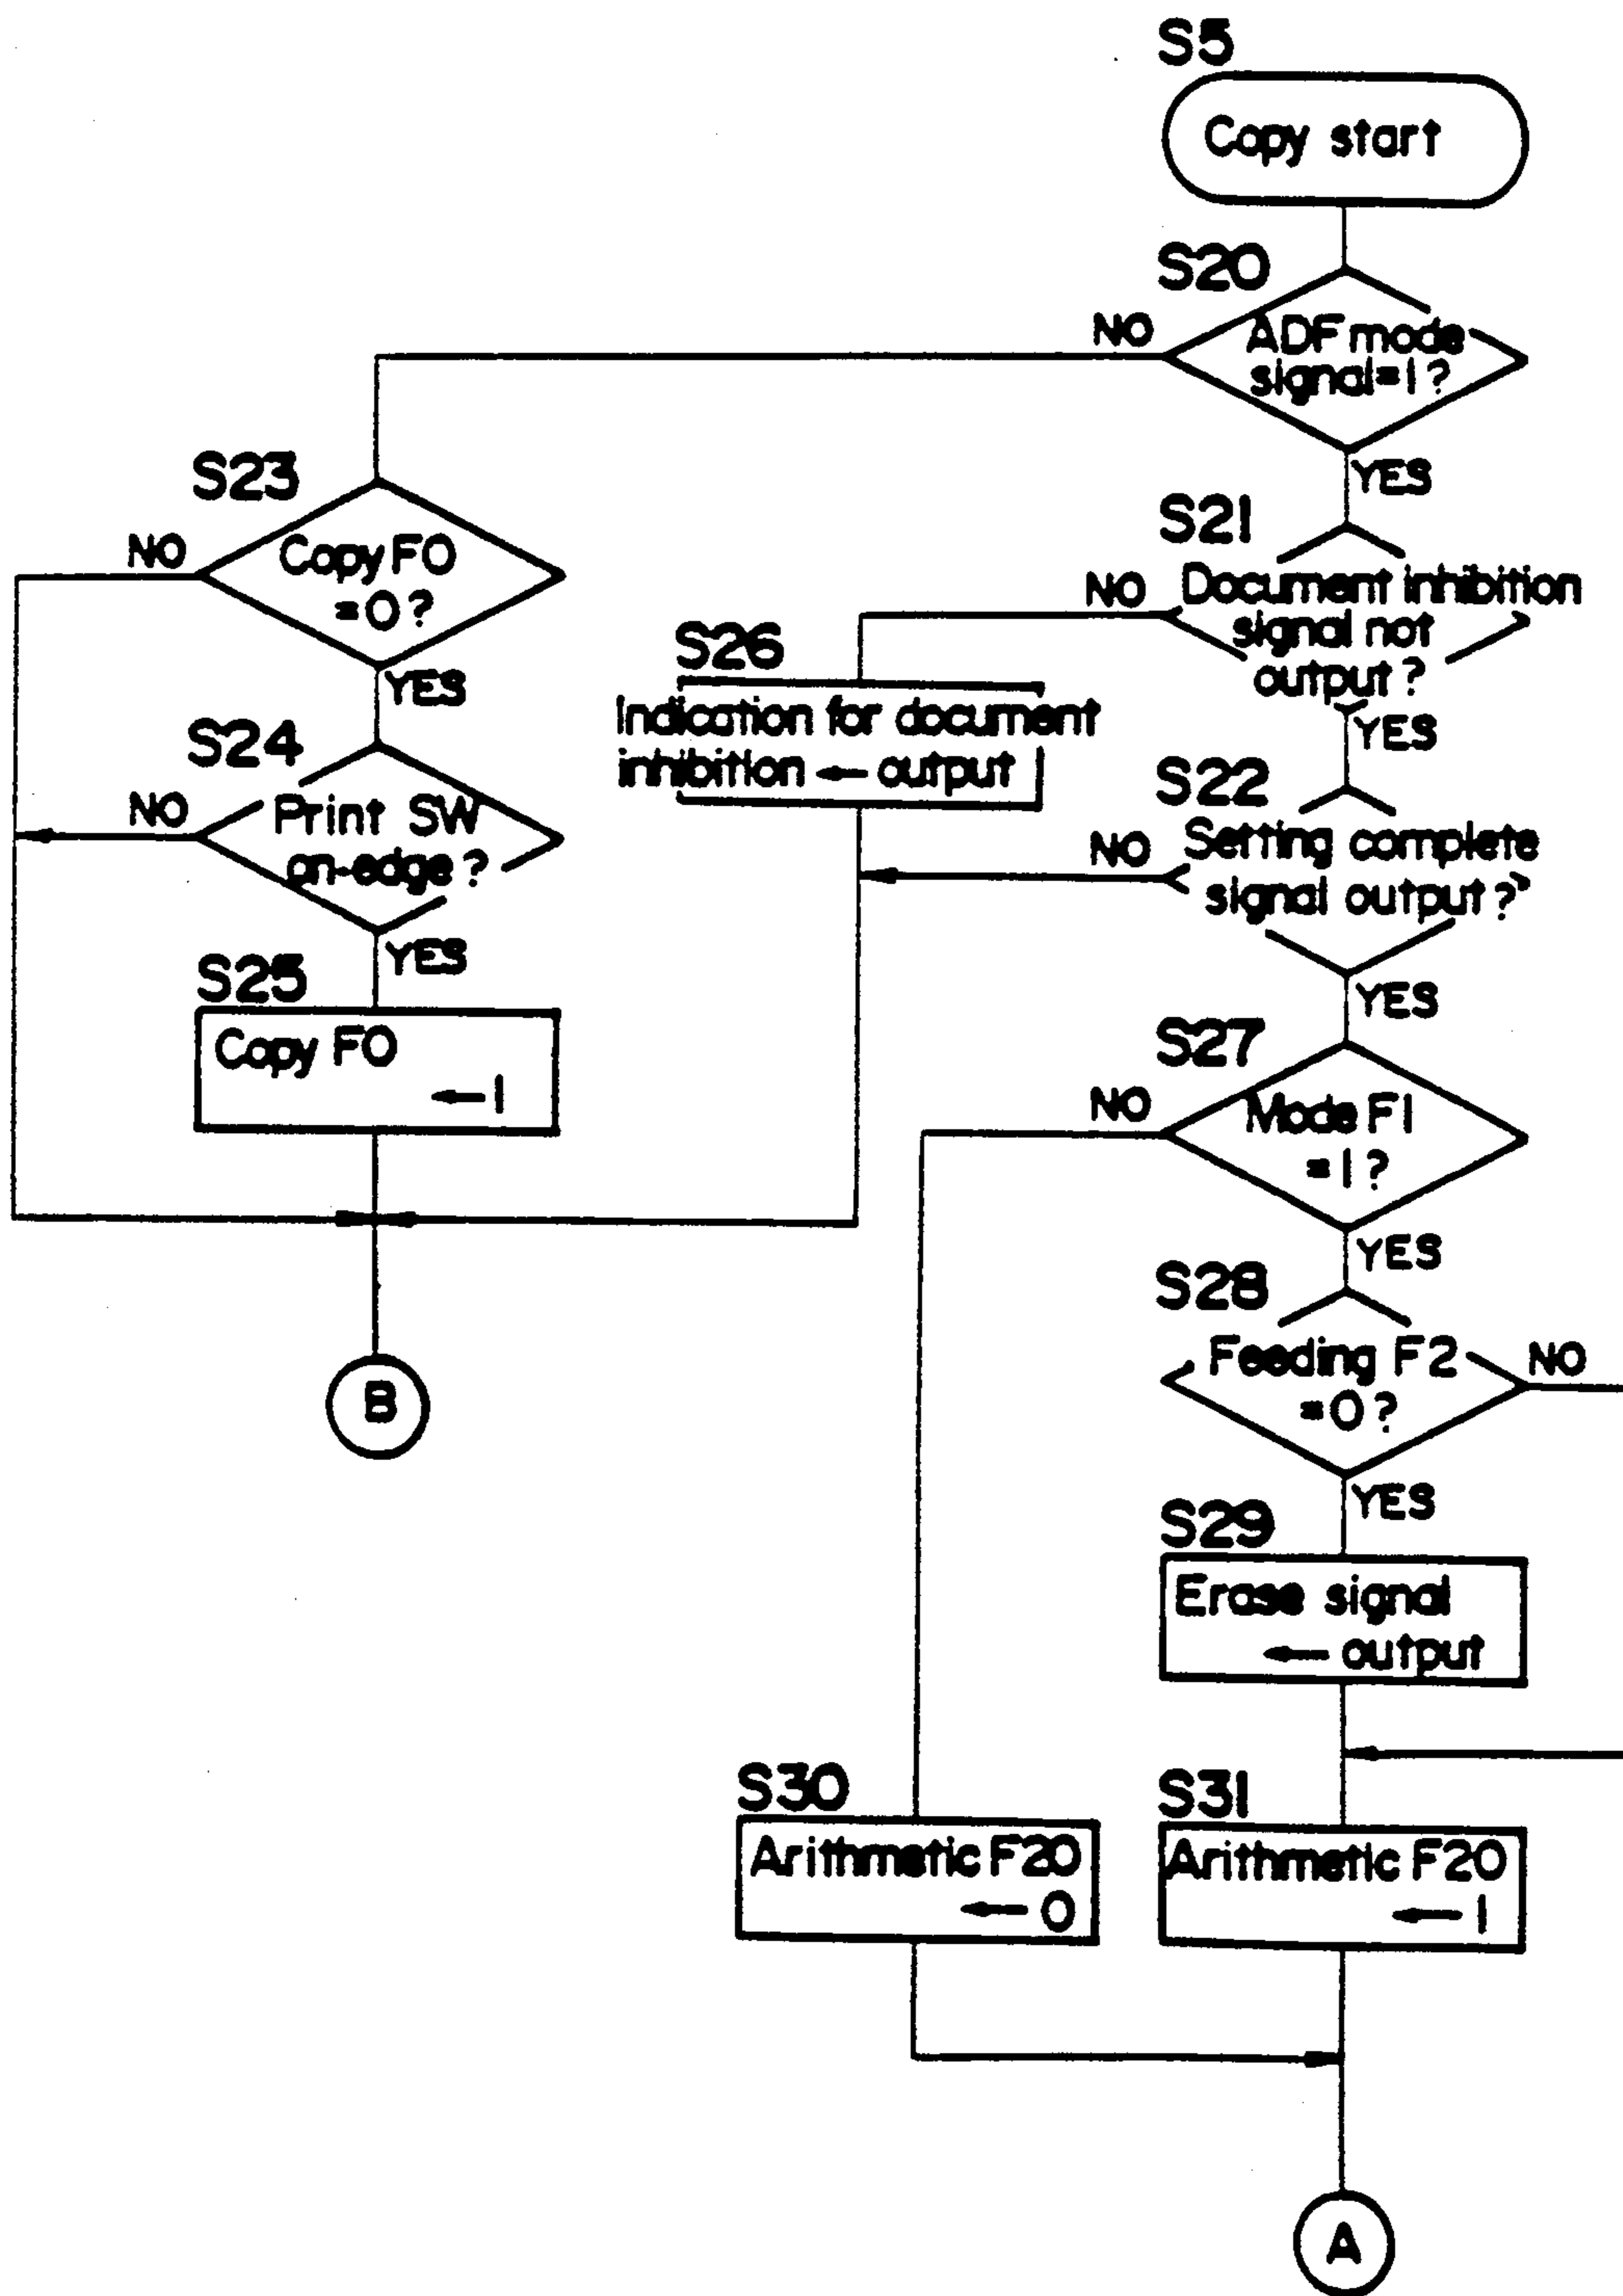 S5
Copy start
S20
NO
ADF mode
signal=1?
YES
S23
NO
Copy F0
=0?
YES
S21
NO
Document inhibition
signal not
output?
YES
S26
Indication for document
inhibition ← output
S24
NO
Print SW
on-edge?
YES
S22
NO
Setting complete
signal output?
YES
S25
Copy F0
←1
S27
NO
Mode F1
=1?
YES
B
S28
Feeding F2
=0?
NO
YES
S29
Erase signal
← output
S30
Arithmetic F20
←0
S31
Arithmetic F20
←1
A